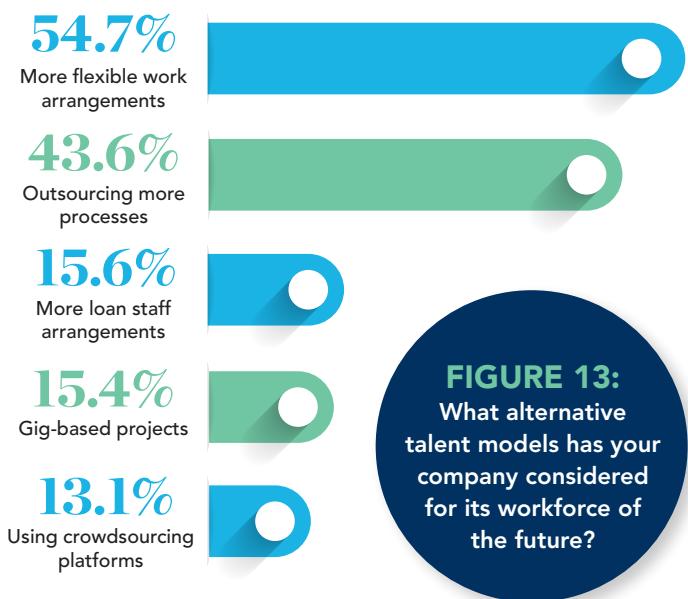 54.7%
More flexible work
arrangements
43.6%
Outsourcing more
processes
15.6%
More loan staff
arrangements
15.4%
Gig-based projects
13.1%
Using crowdsourcing
platforms
FIGURE 13:
What alternative
talent models has your
company considered
for its workforce of
the future?